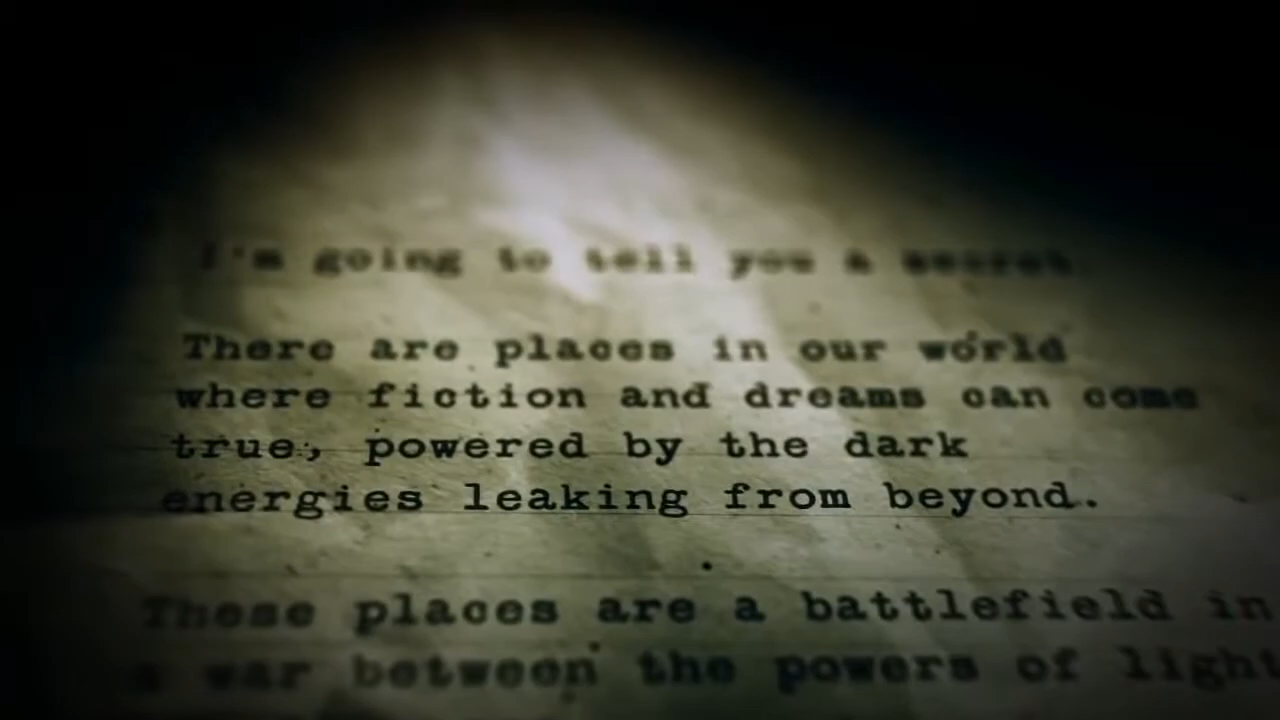 I'm going to tell you a secret
There are places in our world
where fiction and dreams can come
true, powered by the dark
energies leaking from beyond.
These places are a battlefield in
a war between the powers of light